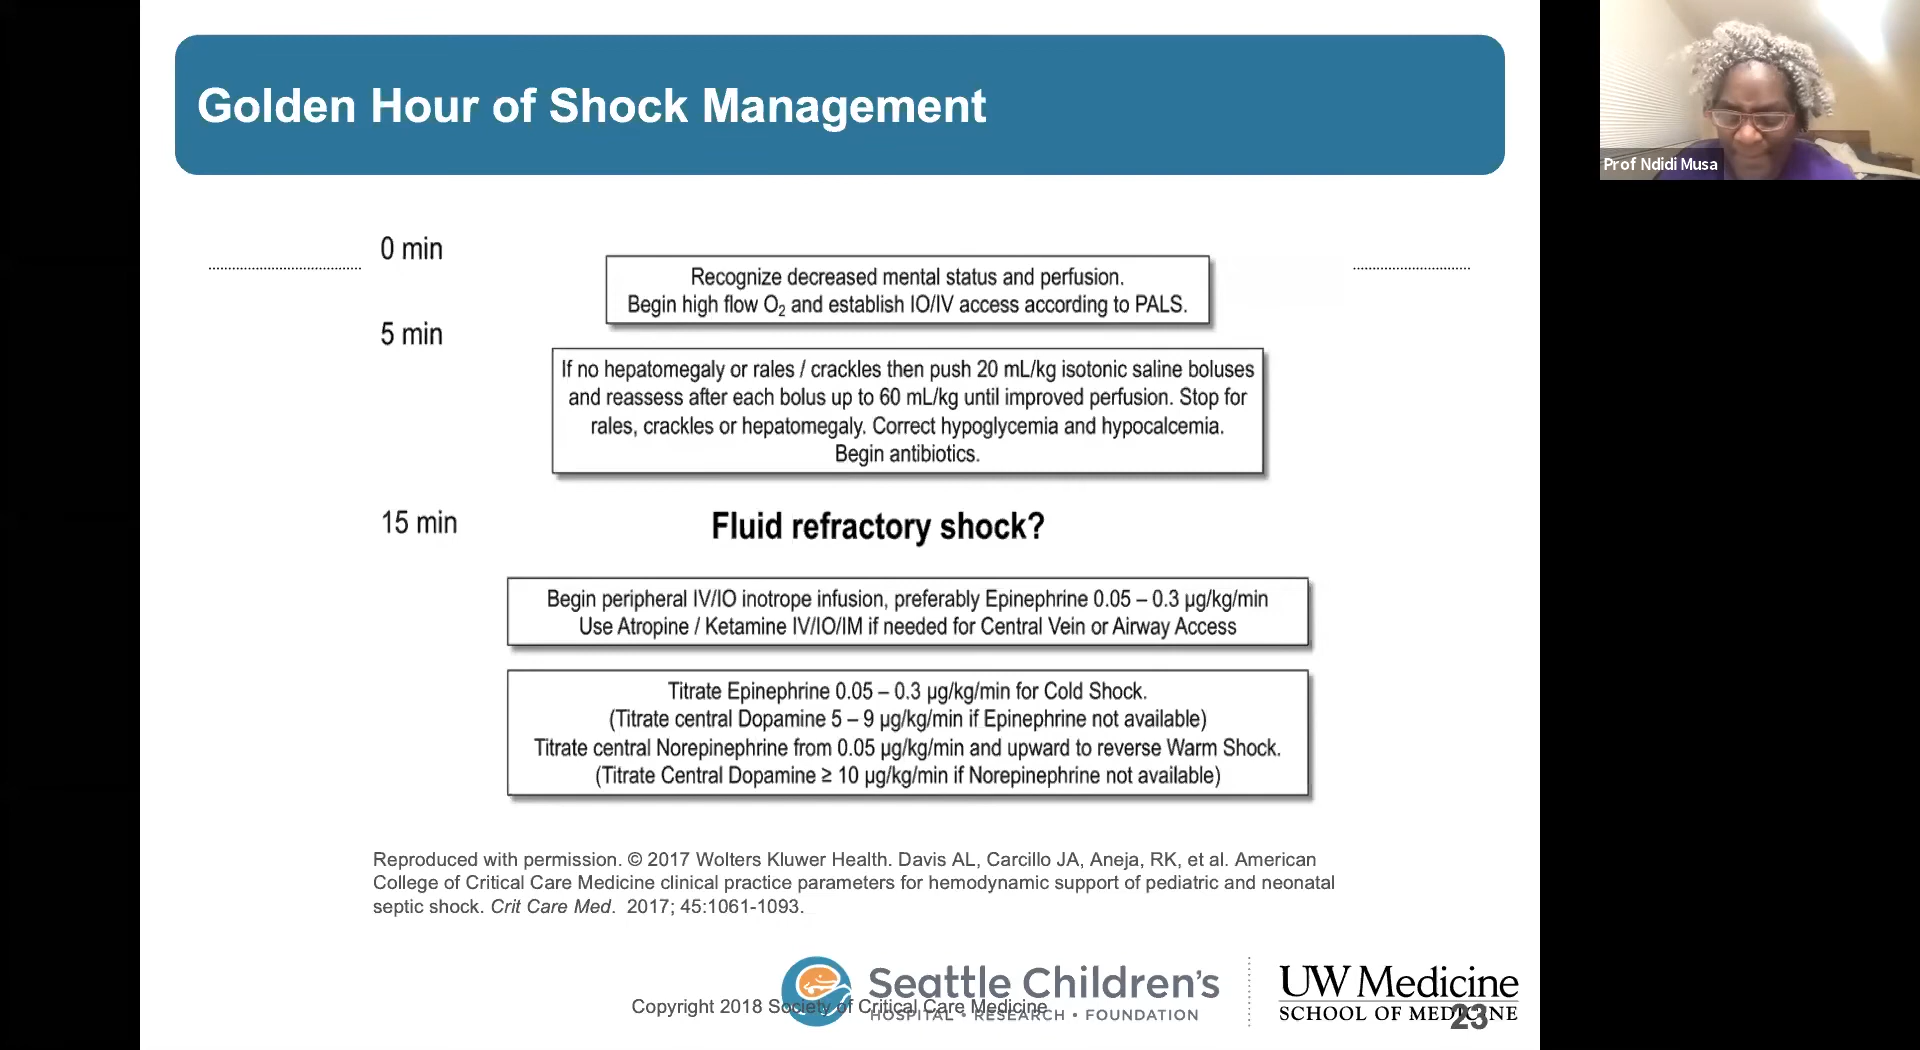 Golden Hour of Shock Management
Prof Ndidi Musa
0 min
Recognize decreased mental status and perfusion.
Begin high flow O₂ and establish IO/IV access according to PALS.
5 min
If no hepatomegaly or rales / crackles then push 20 mL/kg isotonic saline boluses
and reassess after each bolus up to 60 mL/kg until improved perfusion. Stop for
rales, crackles or hepatomegaly. Correct hypoglycemia and hypocalcemia.
Begin antibiotics.
15 min
Fluid refractory shock?
Begin peripheral IV/IO inotrope infusion, preferably Epinephrine 0.05 – 0.3 µg/kg/min
Use Atropine / Ketamine IV/IO/IM if needed for Central Vein or Airway Access
Titrate Epinephrine 0.05 – 0.3 µg/kg/min for Cold Shock.
(Titrate central Dopamine 5 – 9 µg/kg/min if Epinephrine not available)
Titrate central Norepinephrine from 0.05 µg/kg/min and upward to reverse Warm Shock.
(Titrate Central Dopamine ≥ 10 µg/kg/min if Norepinephrine not available)
Reproduced with permission. © 2017 Wolters Kluwer Health. Davis AL, Carcillo JA, Aneja, RK, et al. American
College of Critical Care Medicine clinical practice parameters for hemodynamic support of pediatric and neonatal
septic shock. Crit Care Med. 2017; 45:1061-1093.
Seattle Children's
HOSPITAL • RESEARCH • FOUNDATION
Copyright 2018 Society of Critical Care Medicine
UW Medicine
SCHOOL OF MEDICINE
23